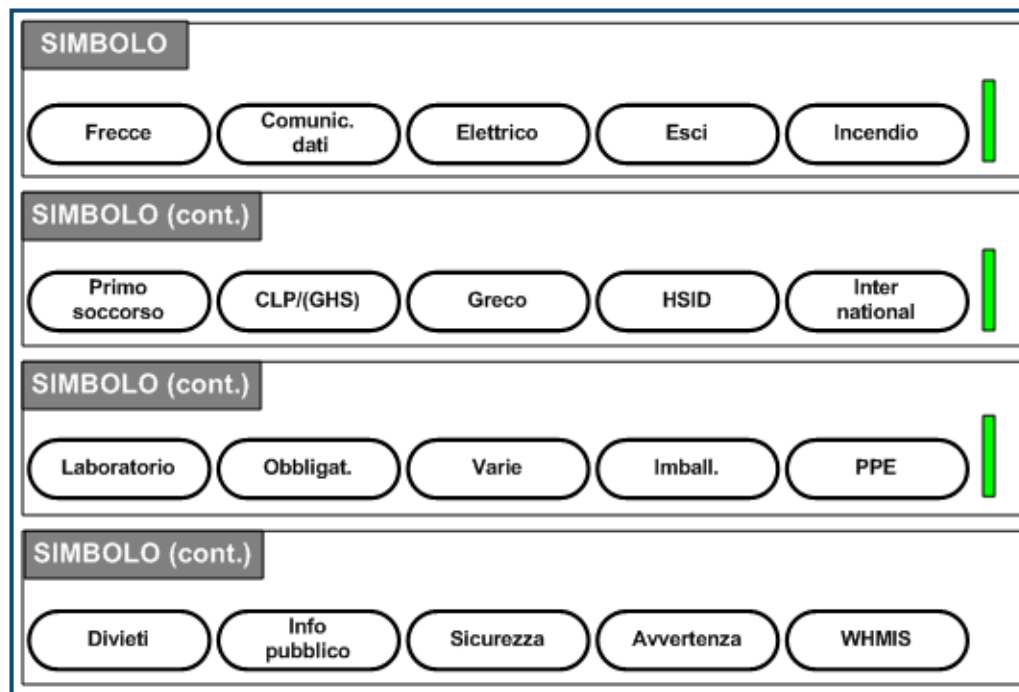 SIMBOLO
Frecce
Comunic.
dati
Elettrico
Esci
Incendio
SIMBOLO (cont.)
Primo
soccorso
CLP/(GHS)
Greco
HSID
Inter
national
SIMBOLO (cont.)
Laboratorio
Obbligat.
Varie
Imball.
PPE
SIMBOLO (cont.)
Divieti
Info
pubblico
Sicurezza
Avvertenza
WHMIS